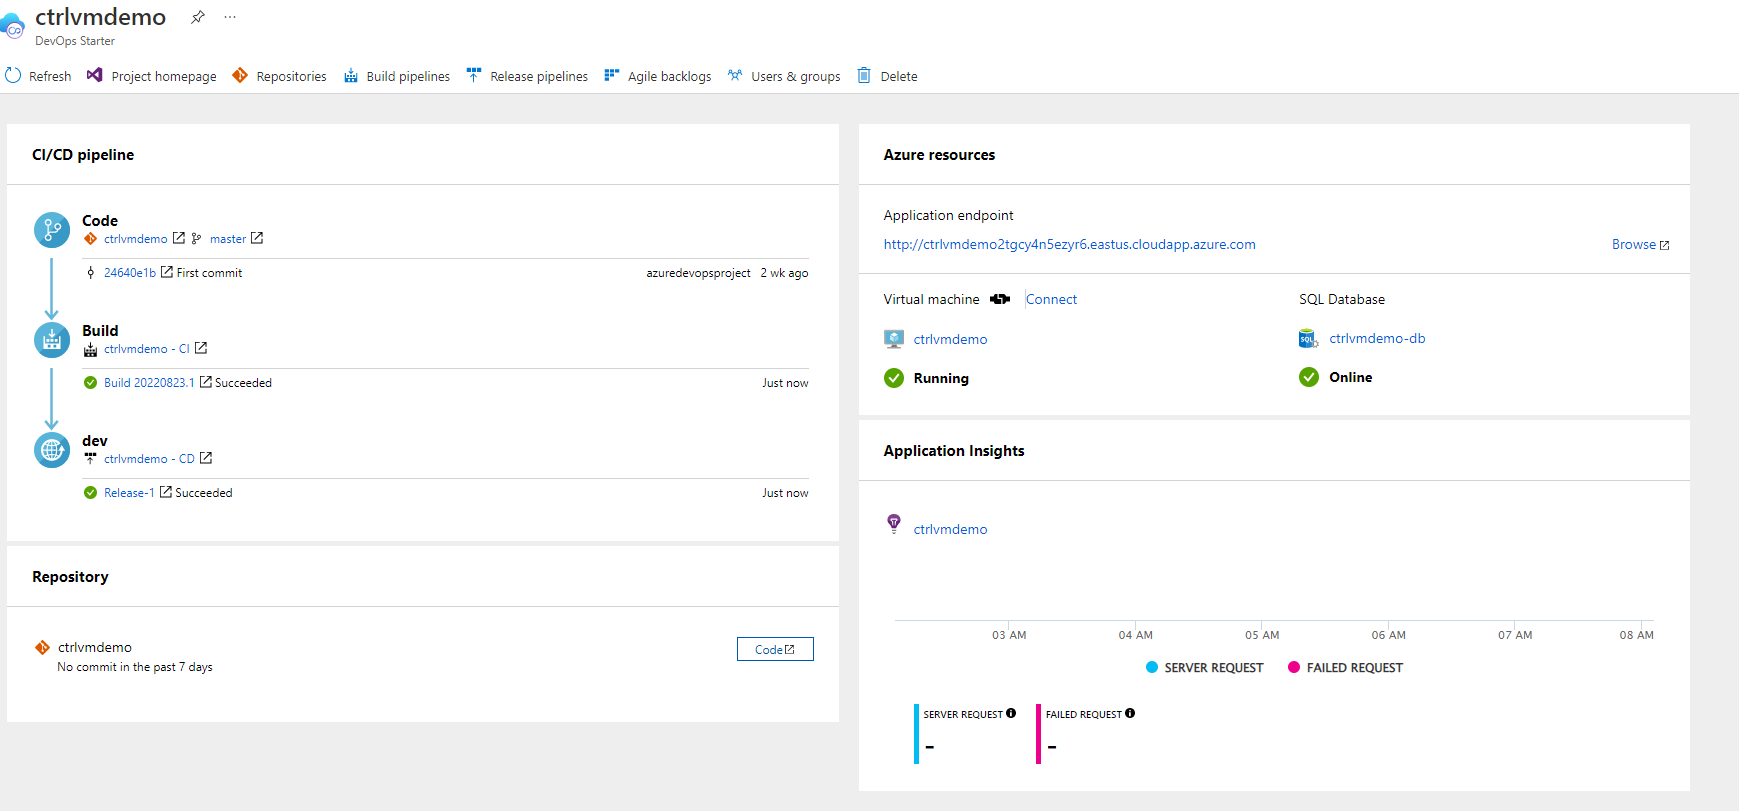 ctrlvmdemo
DevOps Starter
Refresh Project homepage Repositories Build pipelines Release pipelines Agile backlogs Users & groups Delete
CI/CD pipeline
Code
ctrlvmdemo master
24640e1b First commit azuredevopsproject 2 wk ago
Build
ctrlvmdemo - CI
Build 20220823.1 Succeeded Just now
dev
ctrlvmdemo - CD
Release-1 Succeeded Just now
Repository
ctrlvmdemo
No commit in the past 7 days
Code
Azure resources
Application endpoint
http://ctrlvmdemo2tgcy4n5ezyr6.eastus.cloudapp.azure.com Browse
Virtual machine Connect
ctrlvmdemo
Running
SQL Database
SQL
ctrlvmdemo-db
Online
Application Insights
ctrlvmdemo
03 AM 04 AM 05 AM 06 AM 07 AM 08 AM
SERVER REQUEST FAILED REQUEST
SERVER REQUEST
-
FAILED REQUEST
-